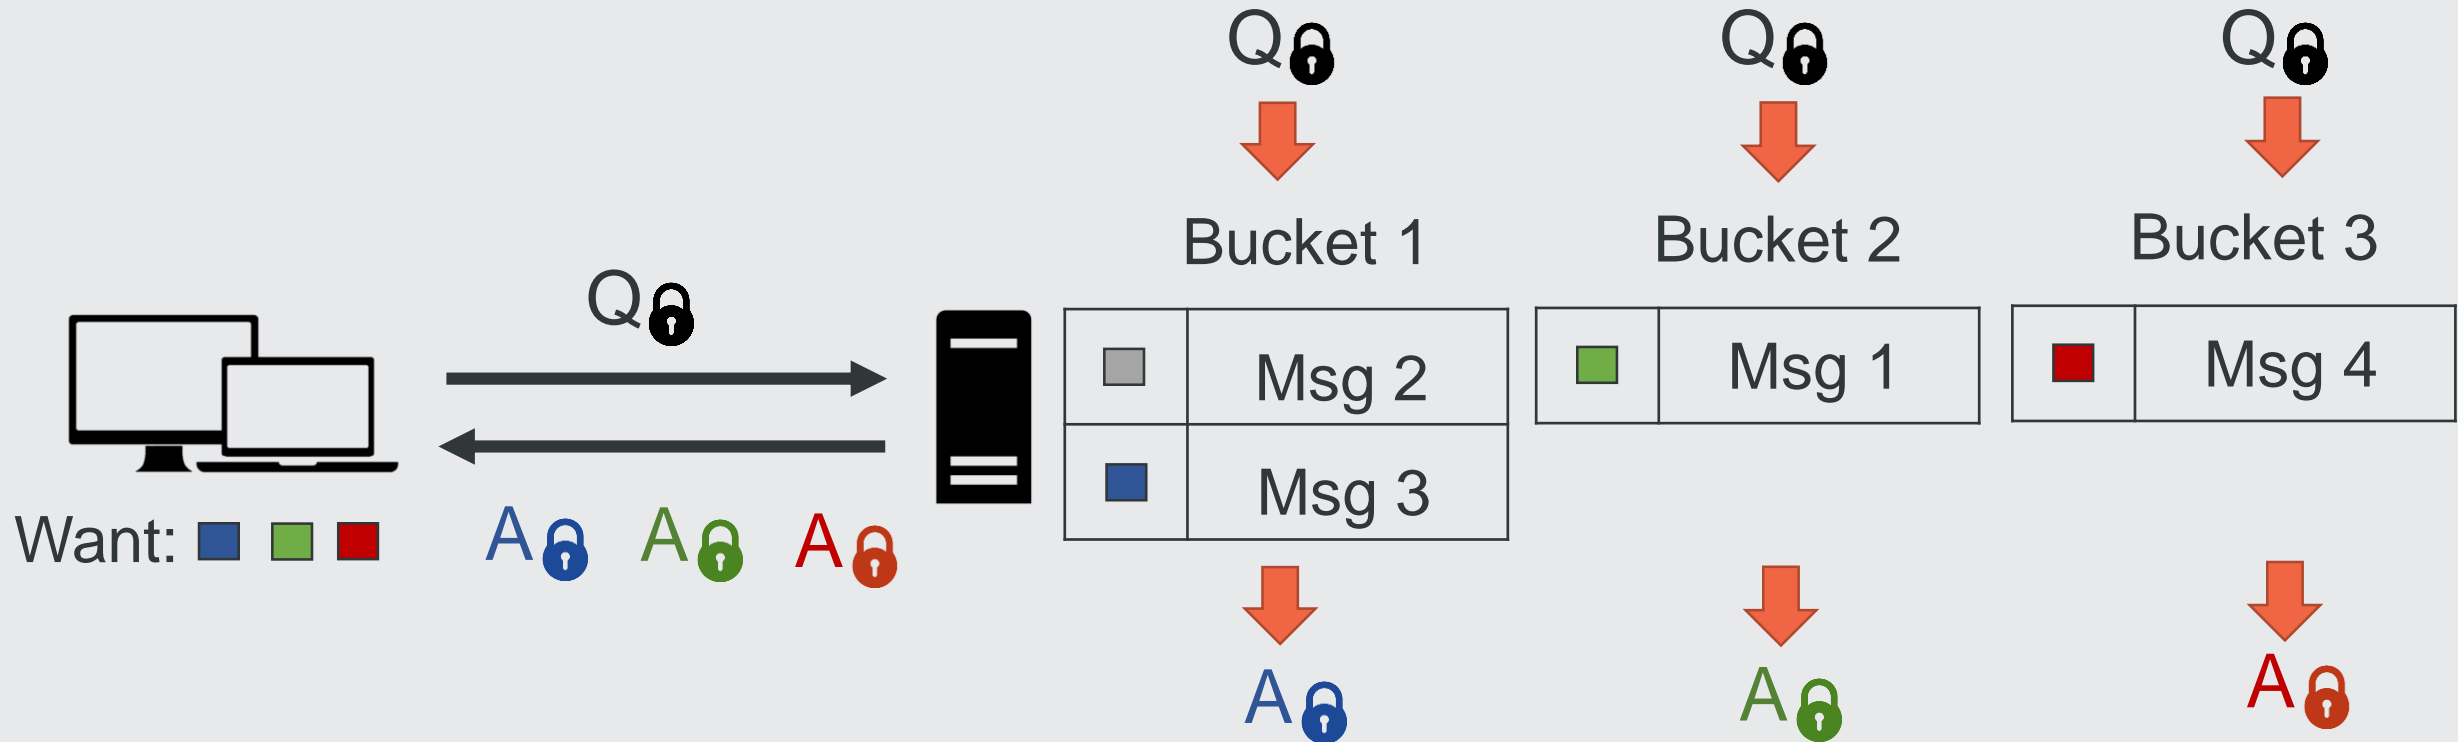 Q Q Q
Bucket 1 Bucket 2 Bucket 3
Q
Msg 2 Msg 1 Msg 4
Msg 3
Want: A A A
A A A